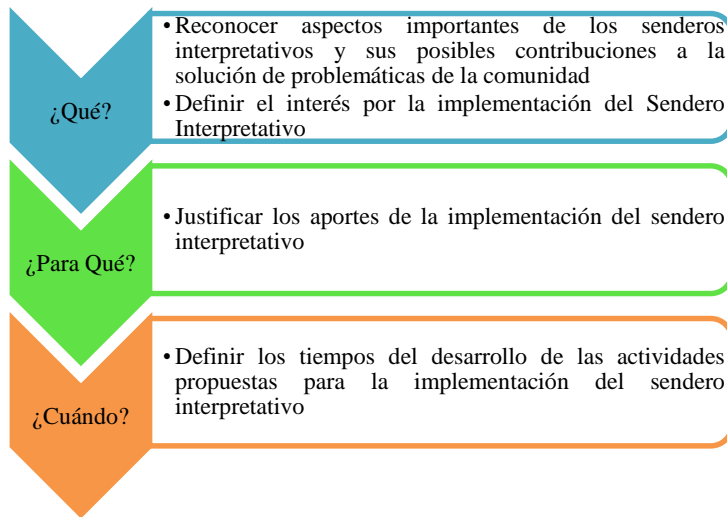 ¿Qué?
• Reconocer aspectos importantes de los senderos
interpretativos y sus posibles contribuciones a la
solución de problemáticas de la comunidad
• Definir el interés por la implementación del Sendero
Interpretativo
¿Para Qué?
• Justificar los aportes de la implementación del sendero
interpretativo
¿Cuándo?
• Definir los tiempos del desarrollo de las actividades
propuestas para la implementación del sendero
interpretativo